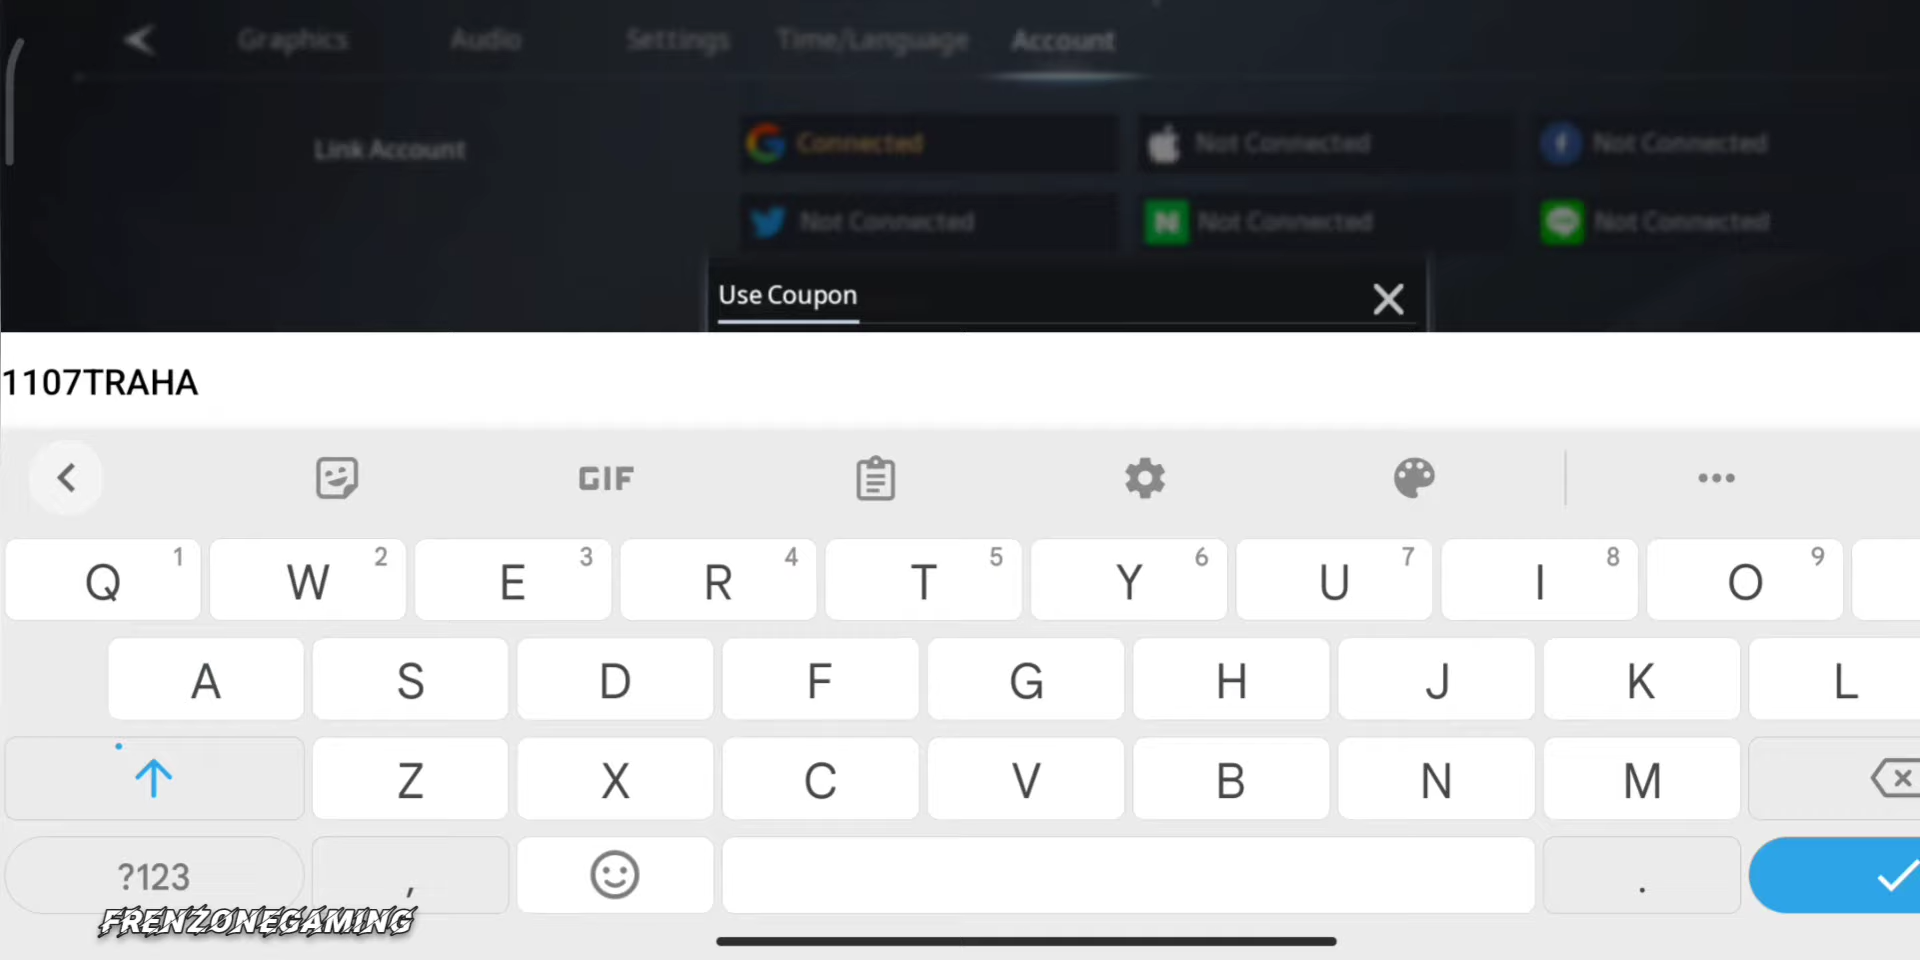 Graphics Audio Settings Time/Language Account
Link Account
Connected Not Connected Not Connected
Not Connected Not Connected Not Connected
Use Coupon
1107TRAHA
GIF
Q 1 W 2 E 3 R 4 T 5 Y 6 U 7 I 8 O 9
A S D F G H J K L
Z X C V B N M
?123 , .
FRENZONEGAMING